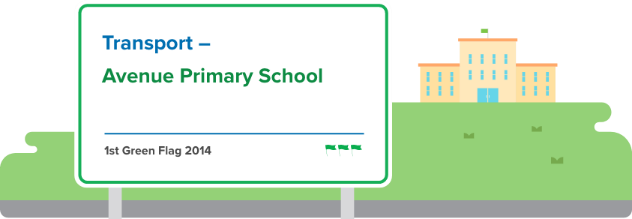 Transport –
Avenue Primary School
1st Green Flag 2014